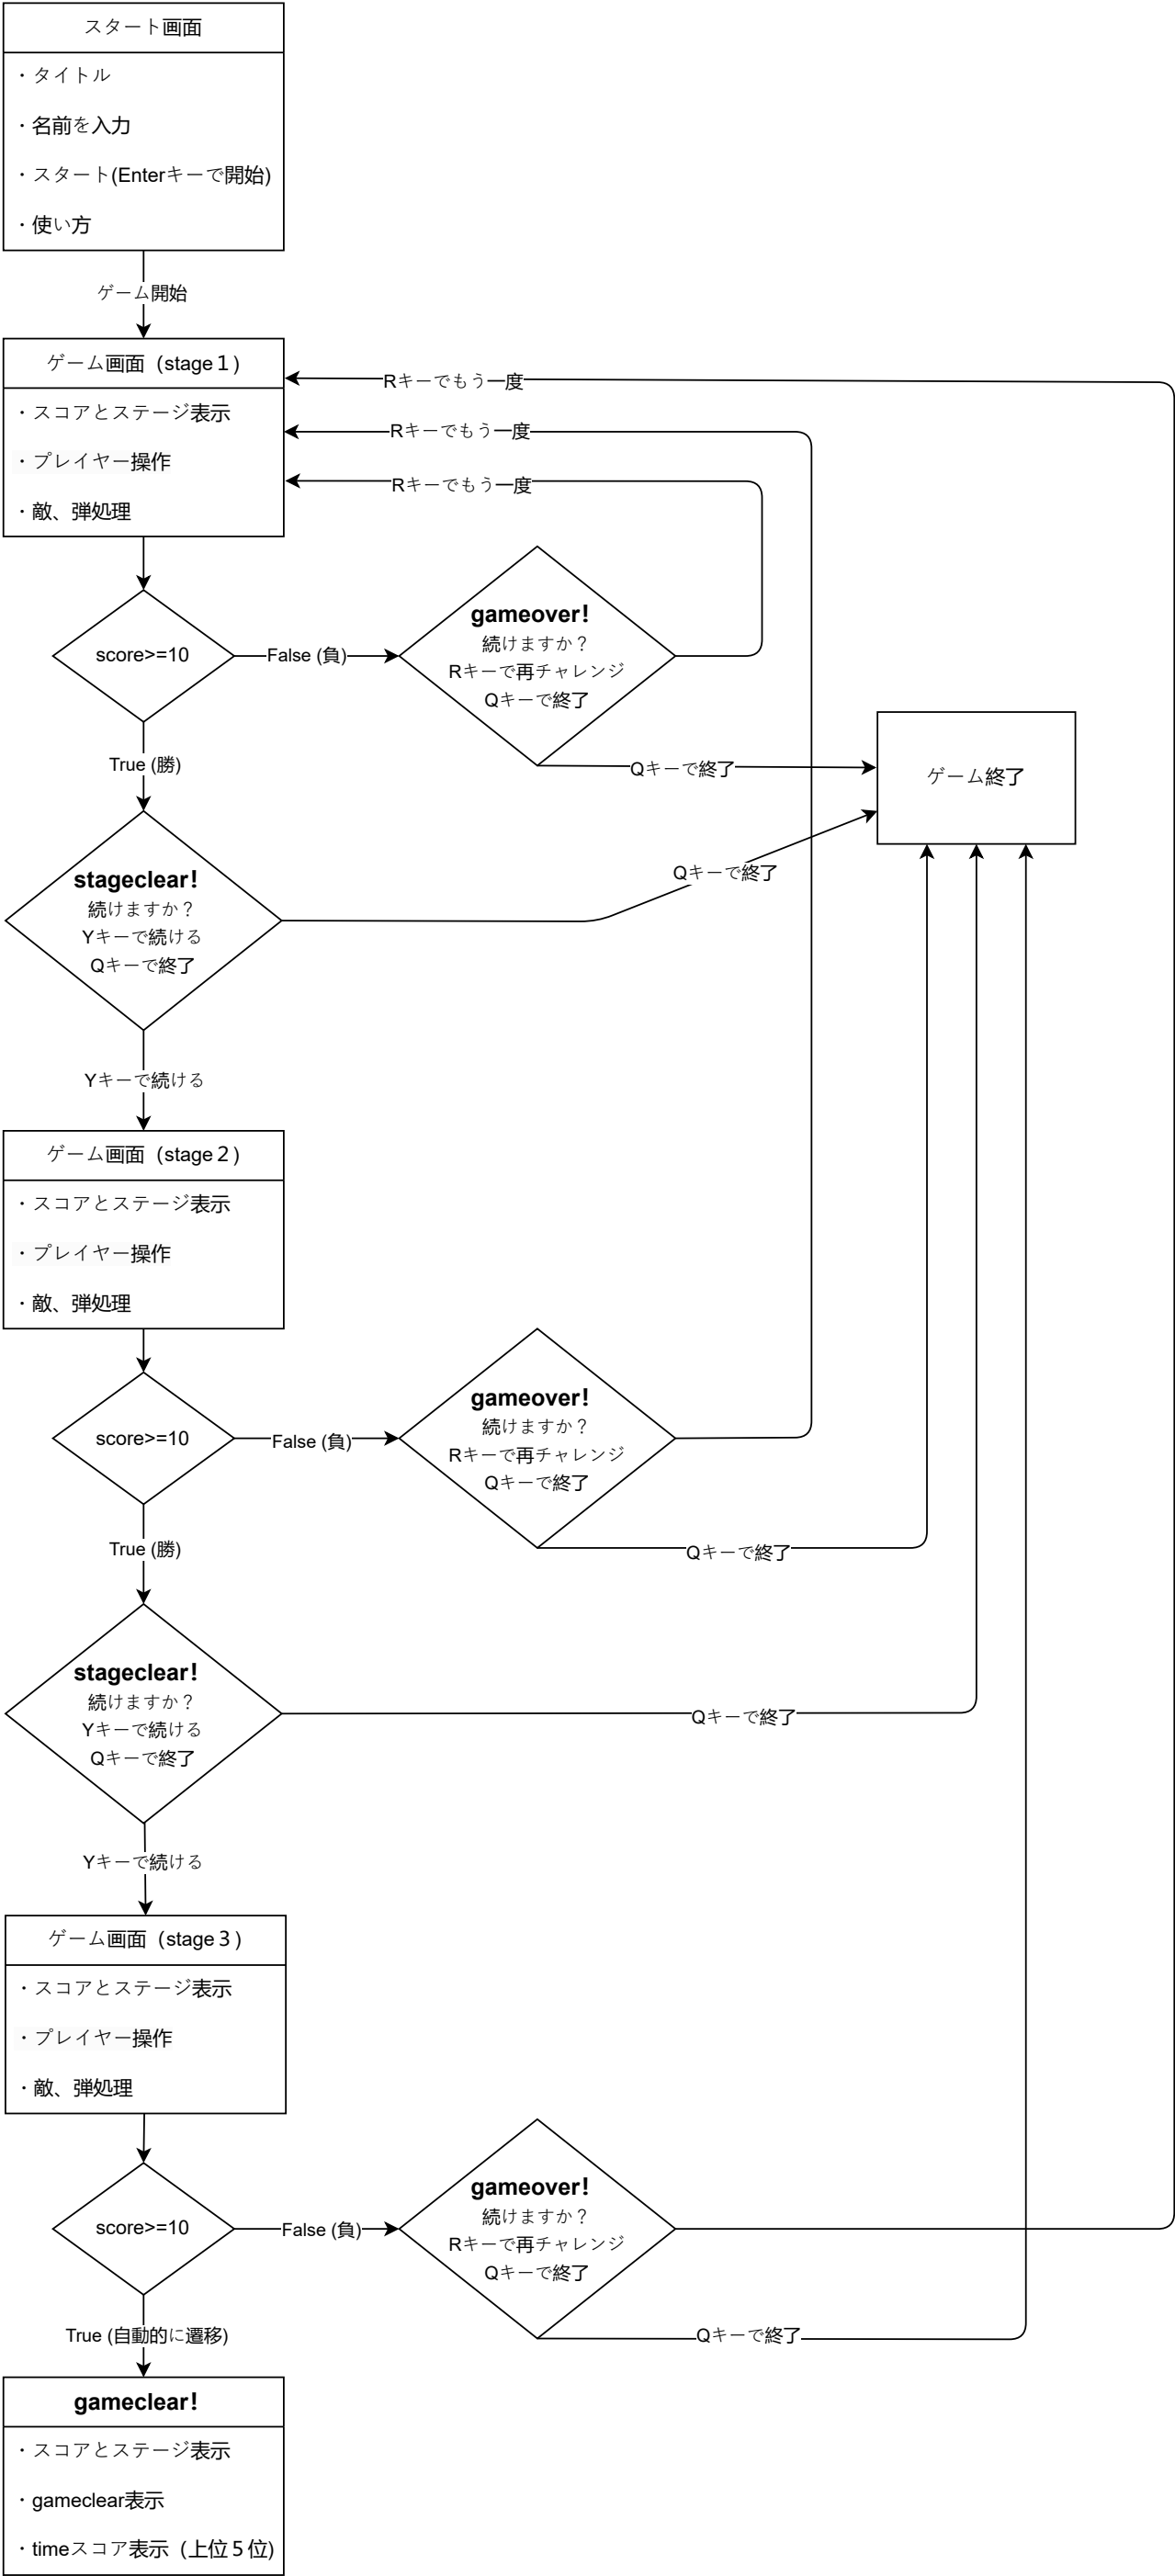 スタート画面
・タイトル
・名前を入力
・スタート(Enterキーで開始)
・使い方
ゲーム開始
ゲーム画面（stage１）
・スコアとステージ表示
・プレイヤー操作
・敵、弾処理
Rキーでもう一度
Rキーでもう一度
Rキーでもう一度
score>=10
False (負)
gameover！
続けますか？
Rキーで再チャレンジ
Qキーで終了
Qキーで終了
ゲーム終了
True (勝)
stageclear！
続けますか？
Yキーで続ける
Qキーで終了
Qキーで終了
Yキーで続ける
ゲーム画面（stage２）
・スコアとステージ表示
・プレイヤー操作
・敵、弾処理
score>=10
False (負)
gameover！
続けますか？
Rキーで再チャレンジ
Qキーで終了
Qキーで終了
True (勝)
stageclear！
続けますか？
Yキーで続ける
Qキーで終了
Qキーで終了
Yキーで続ける
ゲーム画面（stage３）
・スコアとステージ表示
・プレイヤー操作
・敵、弾処理
score>=10
False (負)
gameover！
続けますか？
Rキーで再チャレンジ
Qキーで終了
Qキーで終了
True (自動的に遷移)
gameclear！
・スコアとステージ表示
・gameclear表示
・timeスコア表示（上位５位）